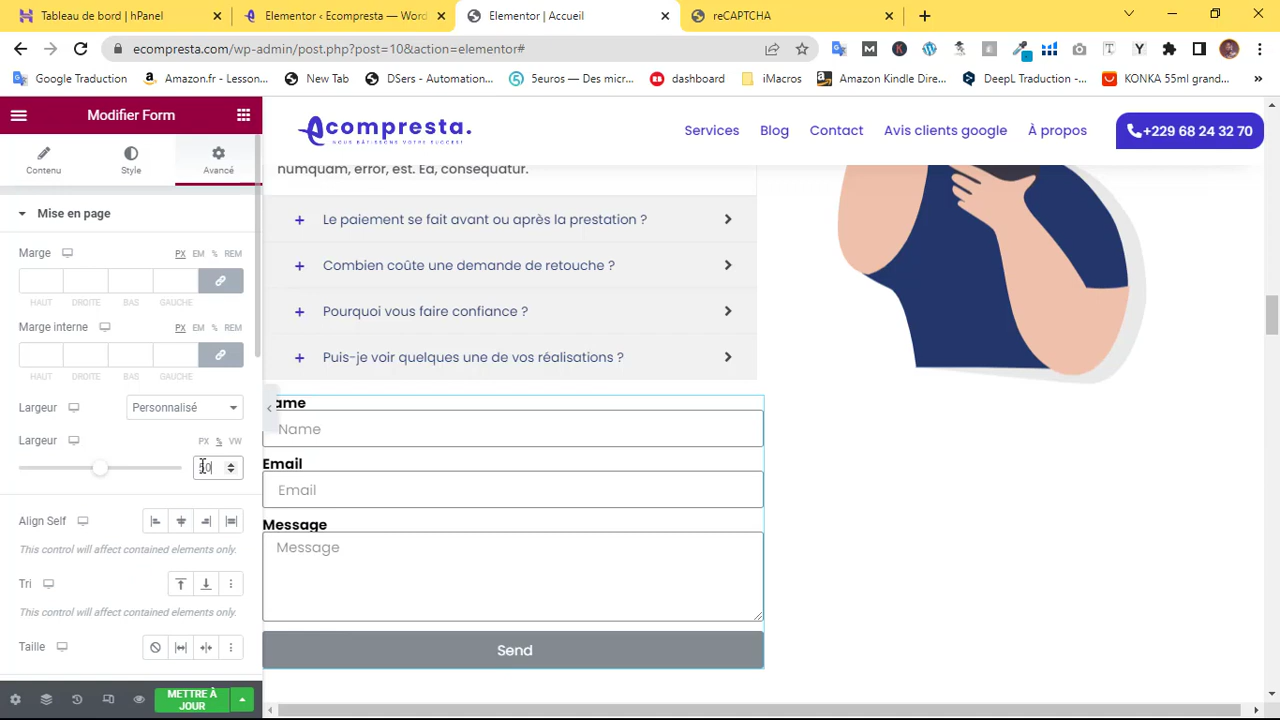 Tableau de bord | hPanel
Elementor ‹ Ecompresta — Word
Elementor | Accueil
reCAPTCHA
ecompresta.com/wp-admin/post.php?post=10&action=elementor#
Google Traduction
Amazon.fr - Lesson...
New Tab
DSers - Automation...
5euros — Des micr...
dashboard
iMacros
Amazon Kindle Dire...
DeepL Traduction -...
KONKA 55ml grand...
Modifier Form
Contenu
Style
Avancé
Mise en page
Marge
PX EM % REM
HAUT DROITE BAS GAUCHE
Marge interne
PX EM % REM
HAUT DROITE BAS GAUCHE
Largeur
Personnalisé
Largeur
PX % VW
Align Self
This control will affect contained elements only.
Tri
This control will affect contained elements only.
Taille
METTRE À
JOUR
compresta.
NOUS BÂTISSONS VOTRE SUCCESS!
Services
Blog
Contact
Avis clients google
À propos
+229 68 24 32 70
numquam, error, est. Ea, consequatur.
Le paiement se fait avant ou après la prestation ?
Combien coûte une demande de retouche ?
Pourquoi vous faire confiance ?
Puis-je voir quelques une de vos réalisations ?
ame
Name
Email
Email
Message
Message
Send